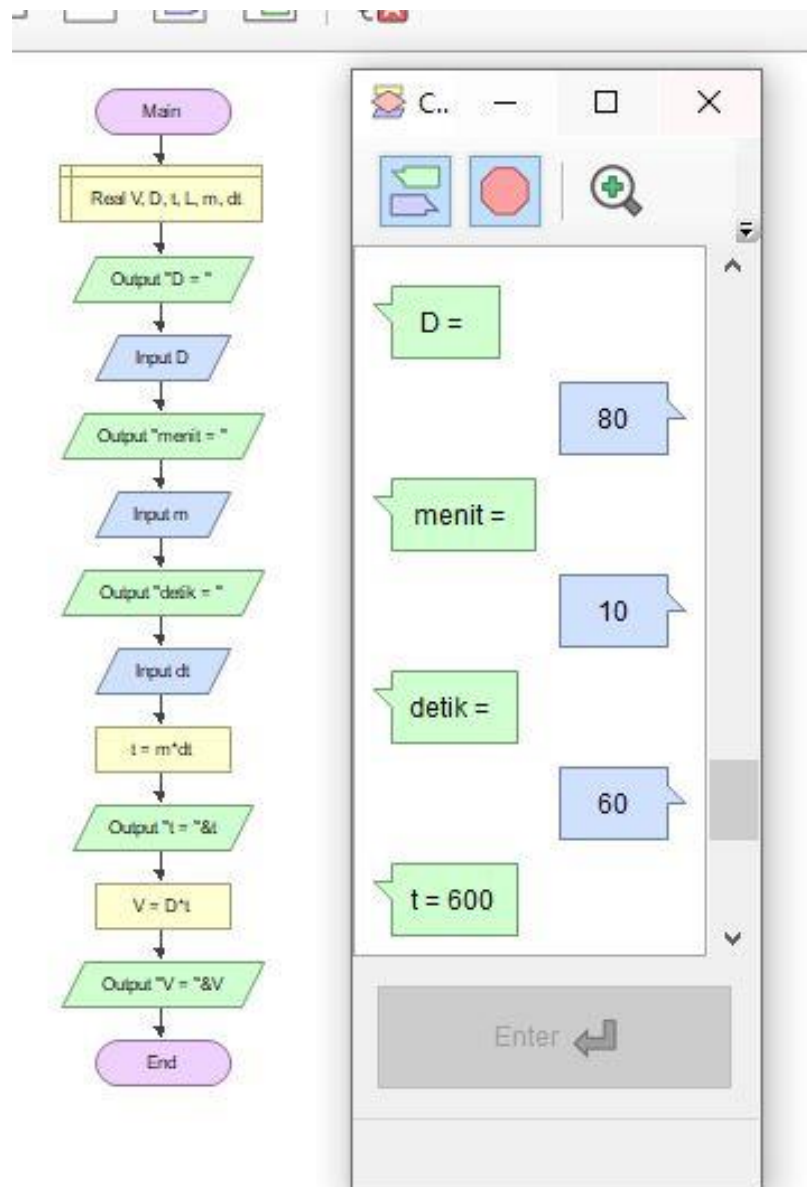 Main
Real V, D, t, L, m, dt
Output "D = "
Input D
Output "menit = "
Input m
Output "detik = "
Input dt
t = m*dt
Output "t = "&t
V = D*t
Output "V = "&V
End
C..
D =
80
menit =
10
detik =
60
t = 600
Enter